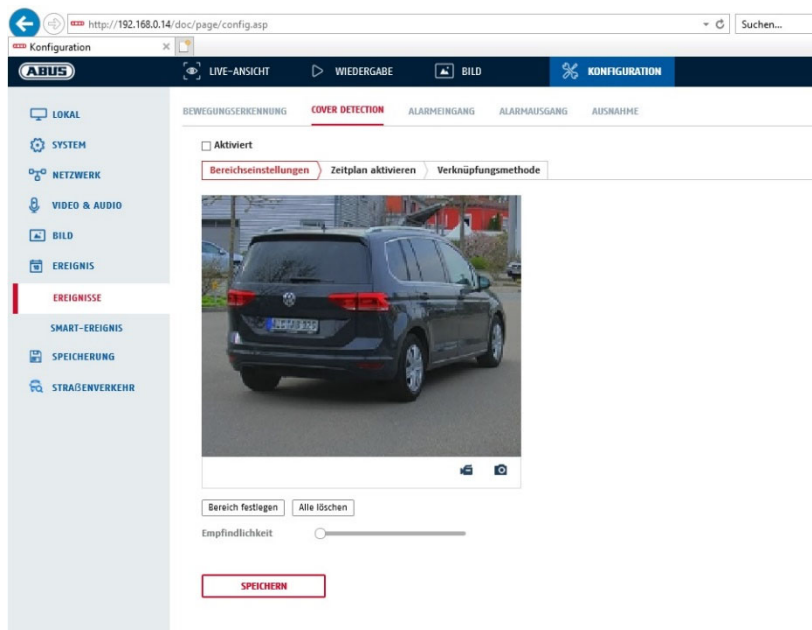 http://192.168.0.14/doc/page/config.asp
Suchen...
Konfiguration
ABUS LIVE-ANSICHT WIEDERGABE BILD KONFIGURATION
BEWEGUNGSERKENNUNG COVER DETECTION ALARMEINGANG ALARMAUSGANG AUSNAHME
LOKAL
SYSTEM
NETZWERK
VIDEO & AUDIO
BILD
EREIGNIS
EREIGNISSE
SMART-EREIGNIS
SPEICHERUNG
STRAßENVERKEHR
Aktiviert
Bereichseinstellungen Zeitplan aktivieren Verknüpfungsmethode
Bereich festlegen Alle löschen
Empfindlichkeit
SPEICHERN